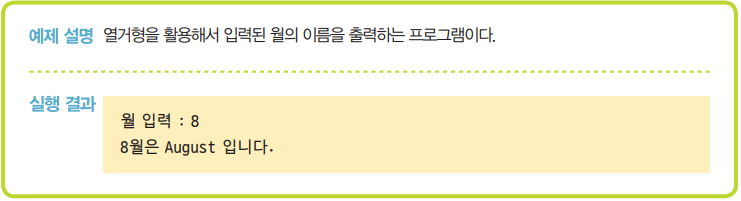 예제 설명 열거형을 활용해서 입력된 월의 이름을 출력하는 프로그램이다.
실행 결과
월 입력 : 8
8월은 August 입니다.